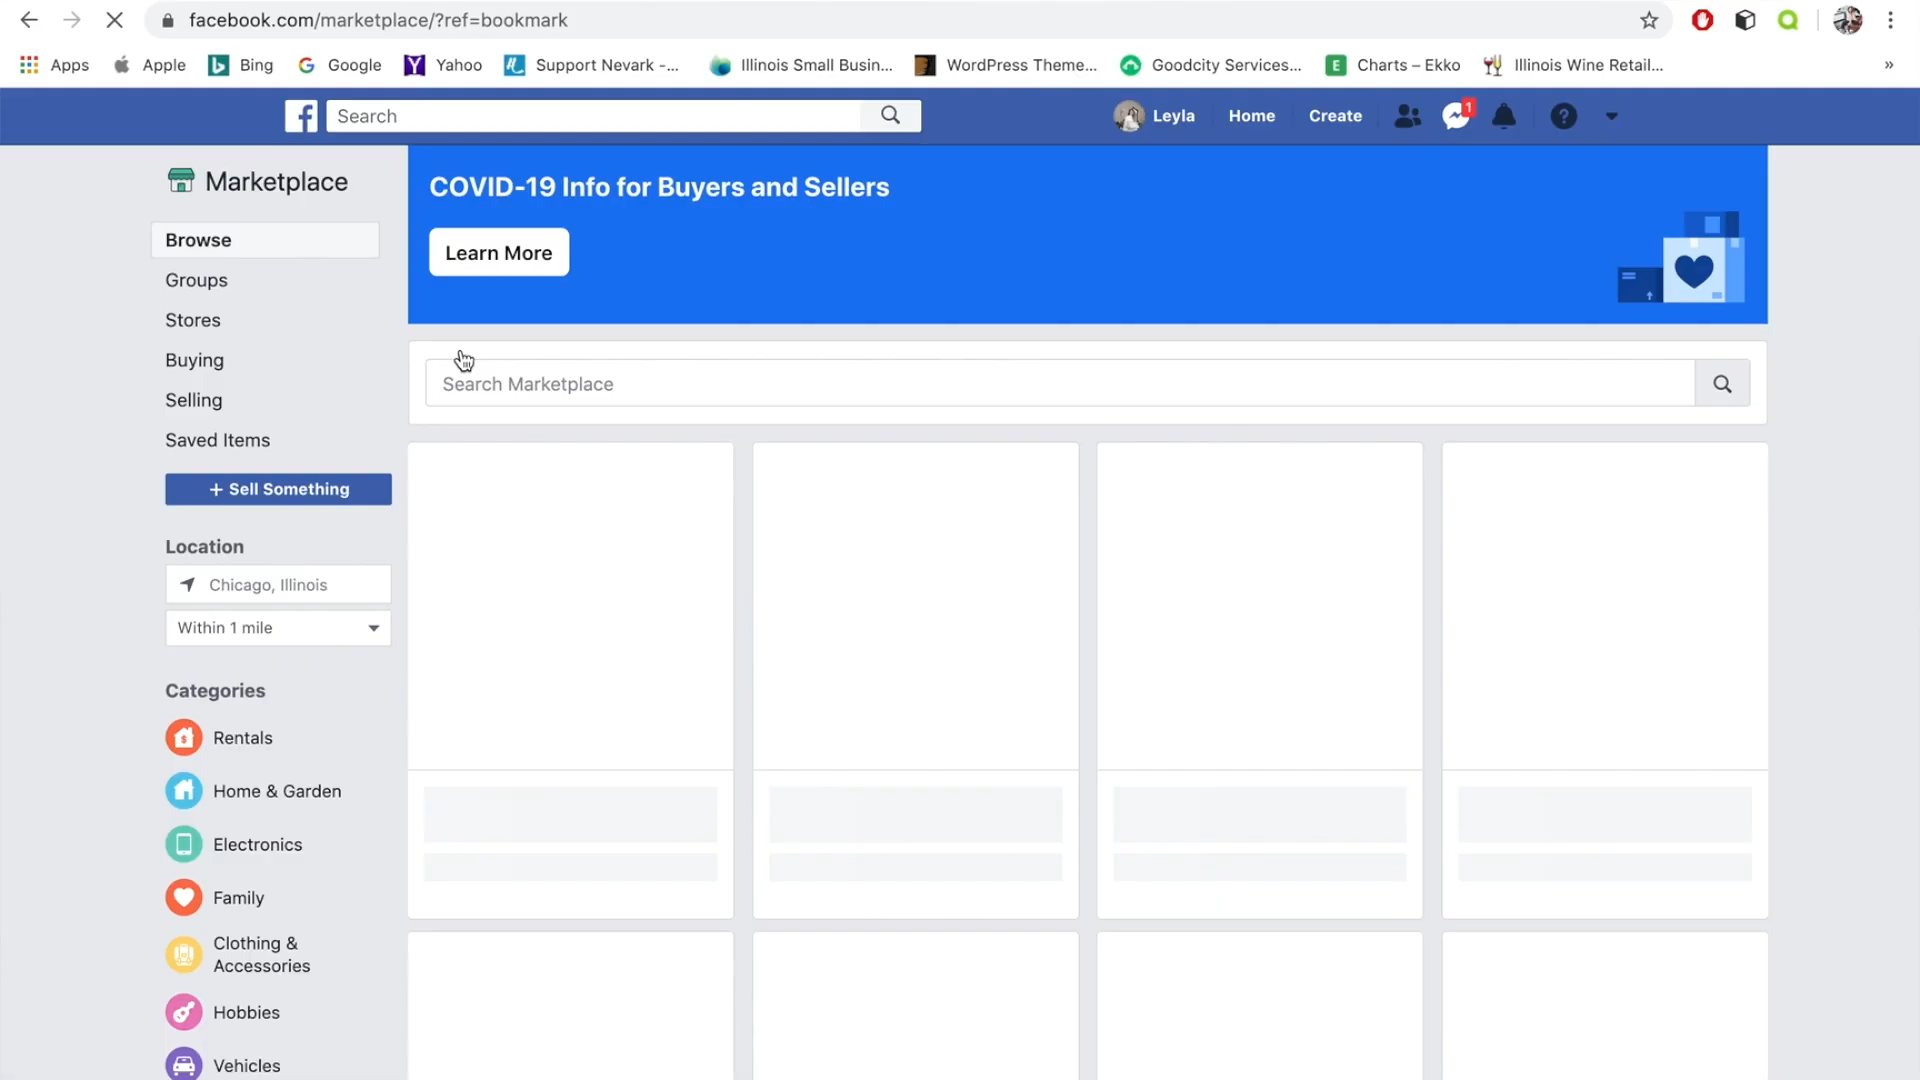 facebook.com/marketplace/?ref=bookmark
Apps Apple Bing Google Yahoo Support Nevark -... Illinois Small Busin... WordPress Theme... Goodcity Services... Charts – Ekko Illinois Wine Retail... »
Search Leyla Home Create 1
Marketplace
Browse
Groups
Stores
Buying
Selling
Saved Items
+ Sell Something
Location
Chicago, Illinois
Within 1 mile
Categories
Rentals
Home & Garden
Electronics
Family
Clothing &
Accessories
Hobbies
Vehicles
COVID-19 Info for Buyers and Sellers
Learn More
Search Marketplace